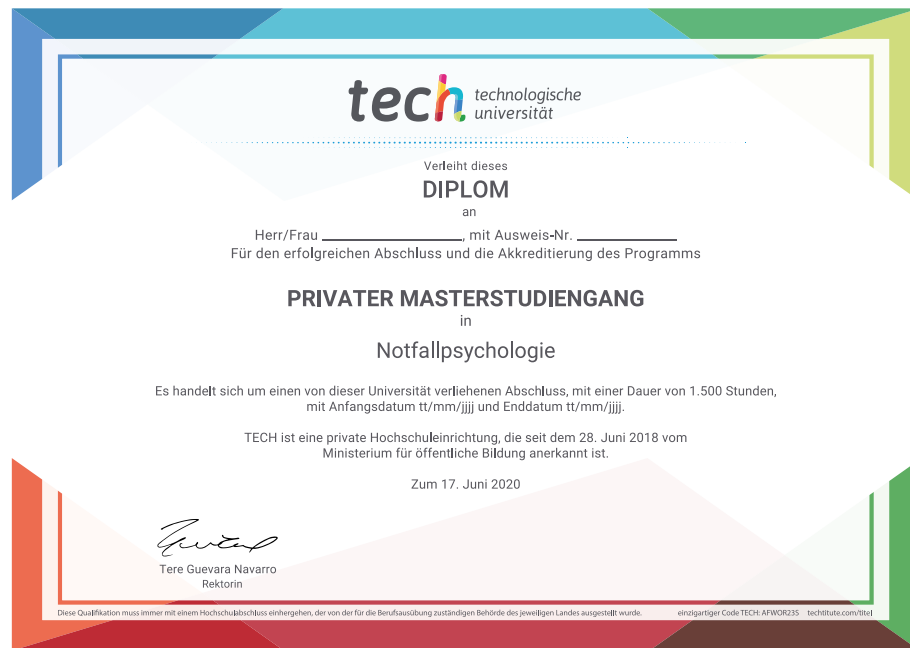 tech technologische
universität
Verleiht dieses
DIPLOM
an
Herr/Frau ____________________, mit Ausweis-Nr. ______________
Für den erfolgreichen Abschluss und die Akkreditierung des Programms
PRIVATER MASTERSTUDIENGANG
in
Notfallpsychologie
Es handelt sich um einen von dieser Universität verliehenen Abschluss, mit einer Dauer von 1.500 Stunden,
mit Anfangsdatum tt/mm/jjjj und Enddatum tt/mm/jjjj.
TECH ist eine private Hochschuleinrichtung, die seit dem 28. Juni 2018 vom
Ministerium für öffentliche Bildung anerkannt ist.
Zum 17. Juni 2020
Tere Guevara Navarro
Rektorin
Diese Qualifikation muss immer mit einem Hochschulabschluss einhergehen, der von der für die Berufsausübung zuständigen Behörde des jeweiligen Landes ausgestellt wurde. einzigartiger Code TECH: AFWOR23S techtitute.com/titel